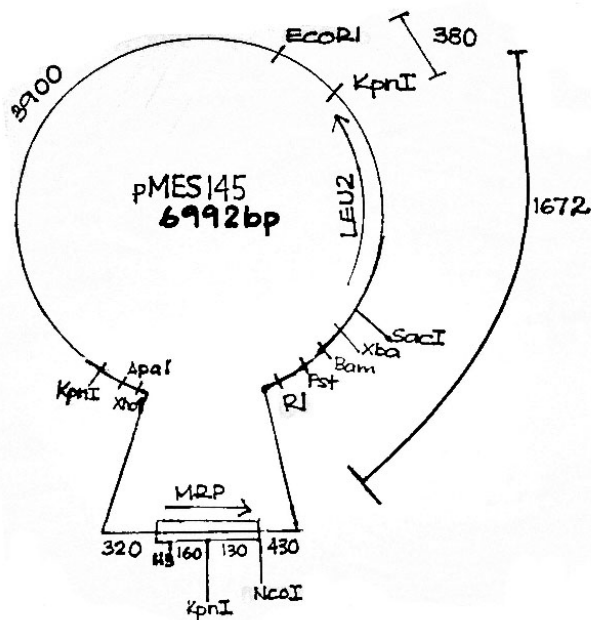 EcoRI
380
KpnI
3900
pMES145
6992bp
LEU2
1672
SacI
Xba
Bam
Pst
RI
ApaI
KpnI
Xho
MRP
320
160
130
430
KpnI
NcoI